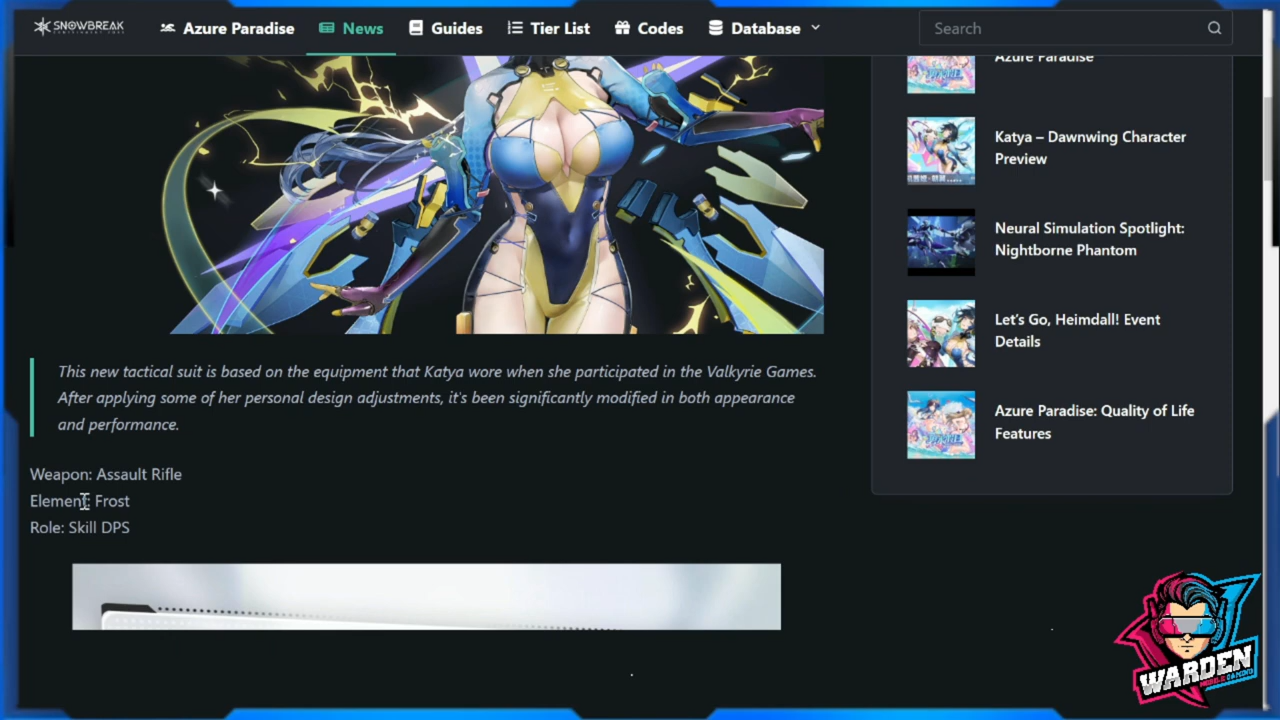 SNOWBREAK
CONTAINMENT ZONE
Azure Paradise
News
Guides
Tier List
Codes
Database
Search
Azure Paradise
Katya – Dawnwing Character
Preview
Neural Simulation Spotlight:
Nightborne Phantom
Let's Go, Heimdall! Event
Details
Azure Paradise: Quality of Life
Features
This new tactical suit is based on the equipment that Katya wore when she participated in the Valkyrie Games.
After applying some of her personal design adjustments, it's been significantly modified in both appearance
and performance.
Weapon: Assault Rifle
Element: Frost
Role: Skill DPS
WARDEN
MOBILE GAMING